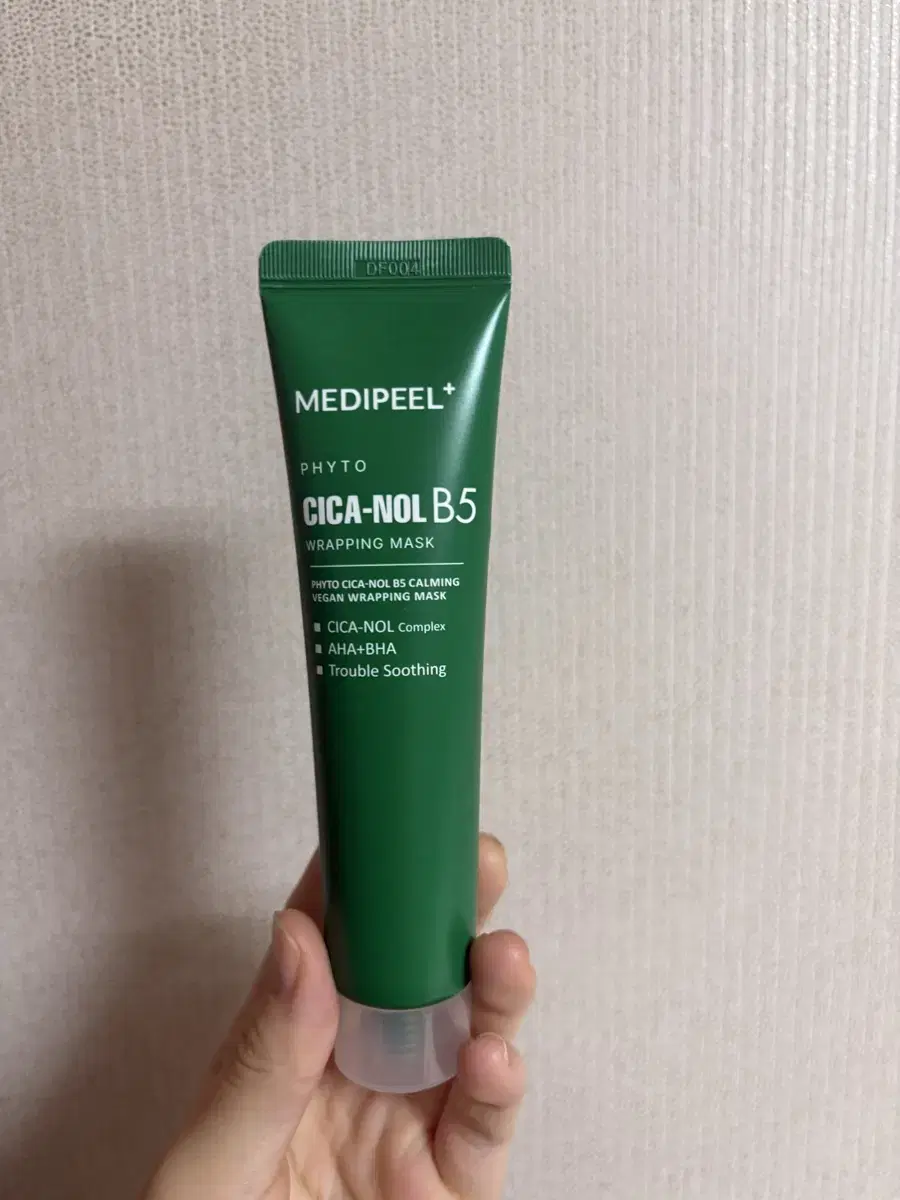 DF004
MEDIPEEL+
PHYTO
CICA-NOL B5
WRAPPING MASK
PHYTO CICA-NOL B5 CALMING
VEGAN WRAPPING MASK
■ CICA-NOL Complex
■ AHA+BHA
■ Trouble Soothing